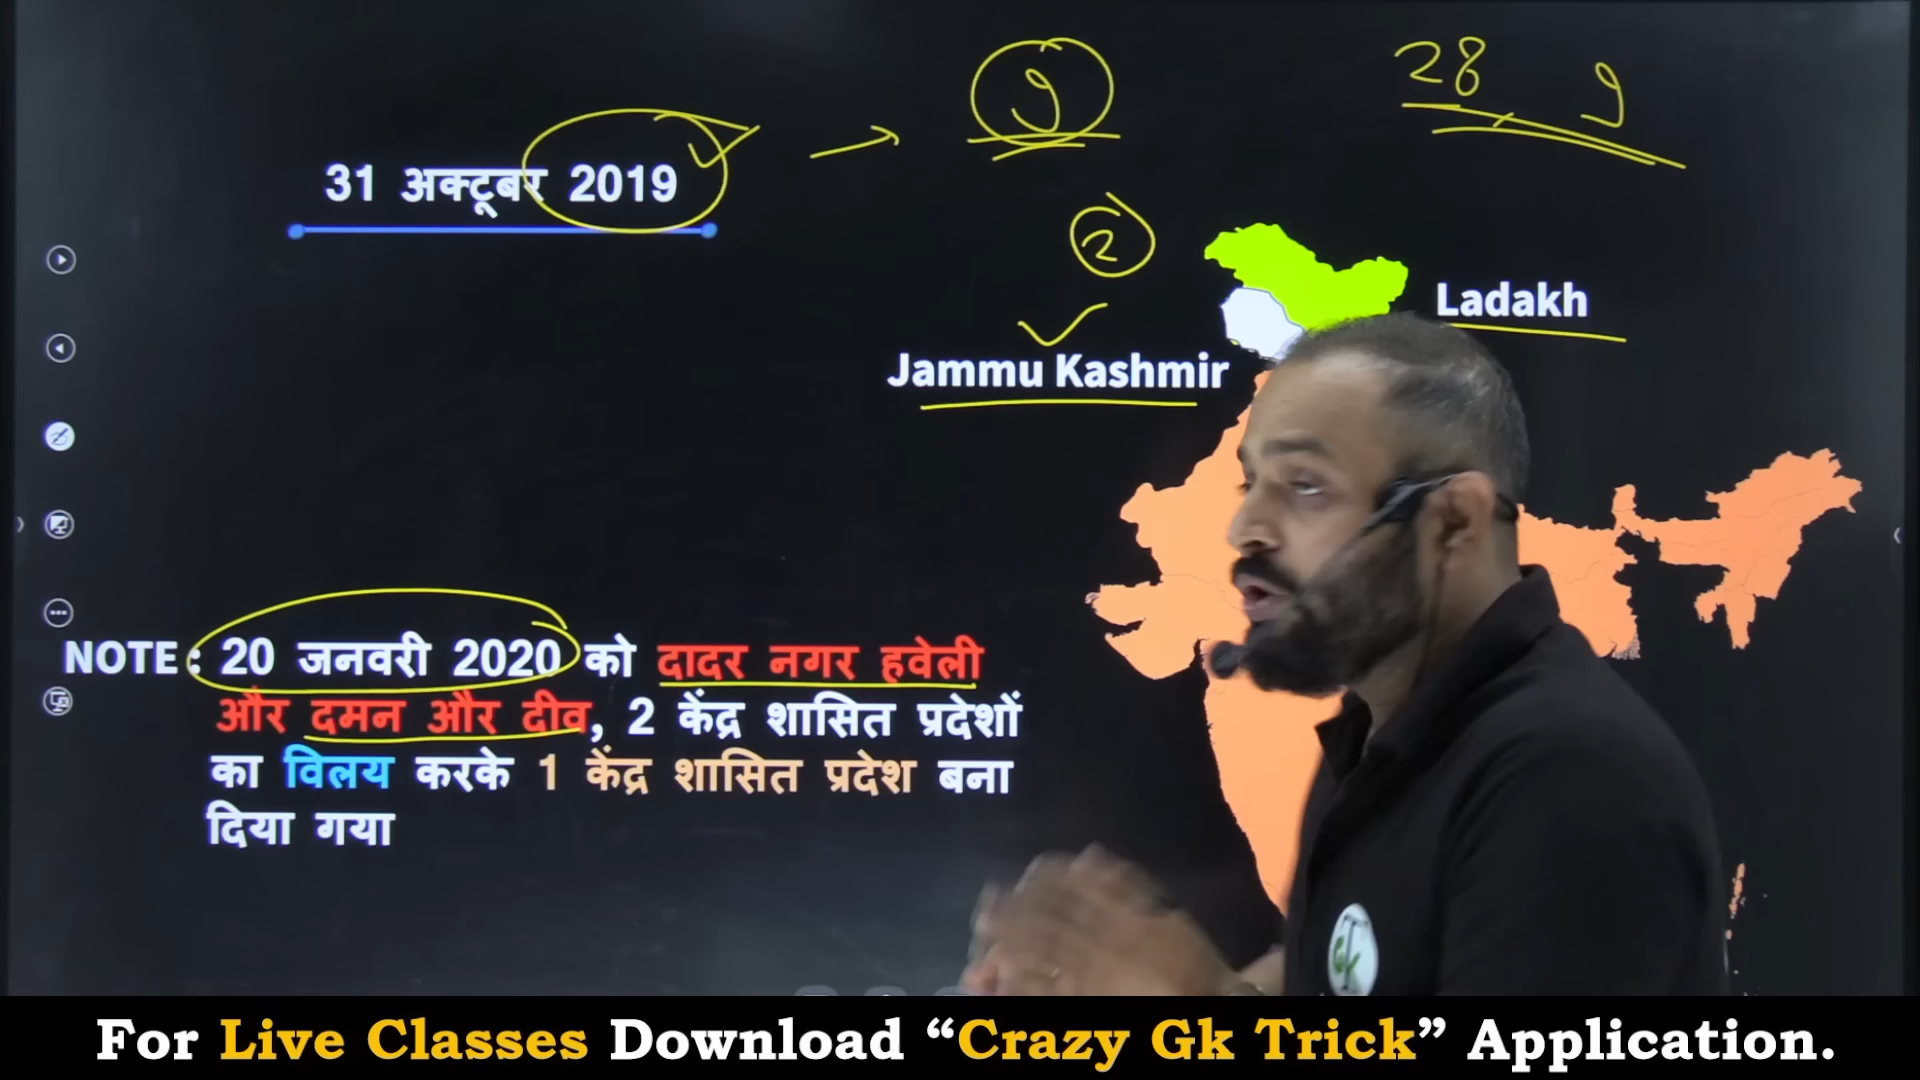 9
28 9
31 अक्टूबर 2019
2
Ladakh
Jammu Kashmir
NOTE : 20 जनवरी 2020 को दादर नगर हवेली
और दमन और दीव, 2 केंद्र शासित प्रदेशों
का विलय करके 1 केंद्र शासित प्रदेश बना
दिया गया
GK
For Live Classes Download “Crazy Gk Trick” Application.